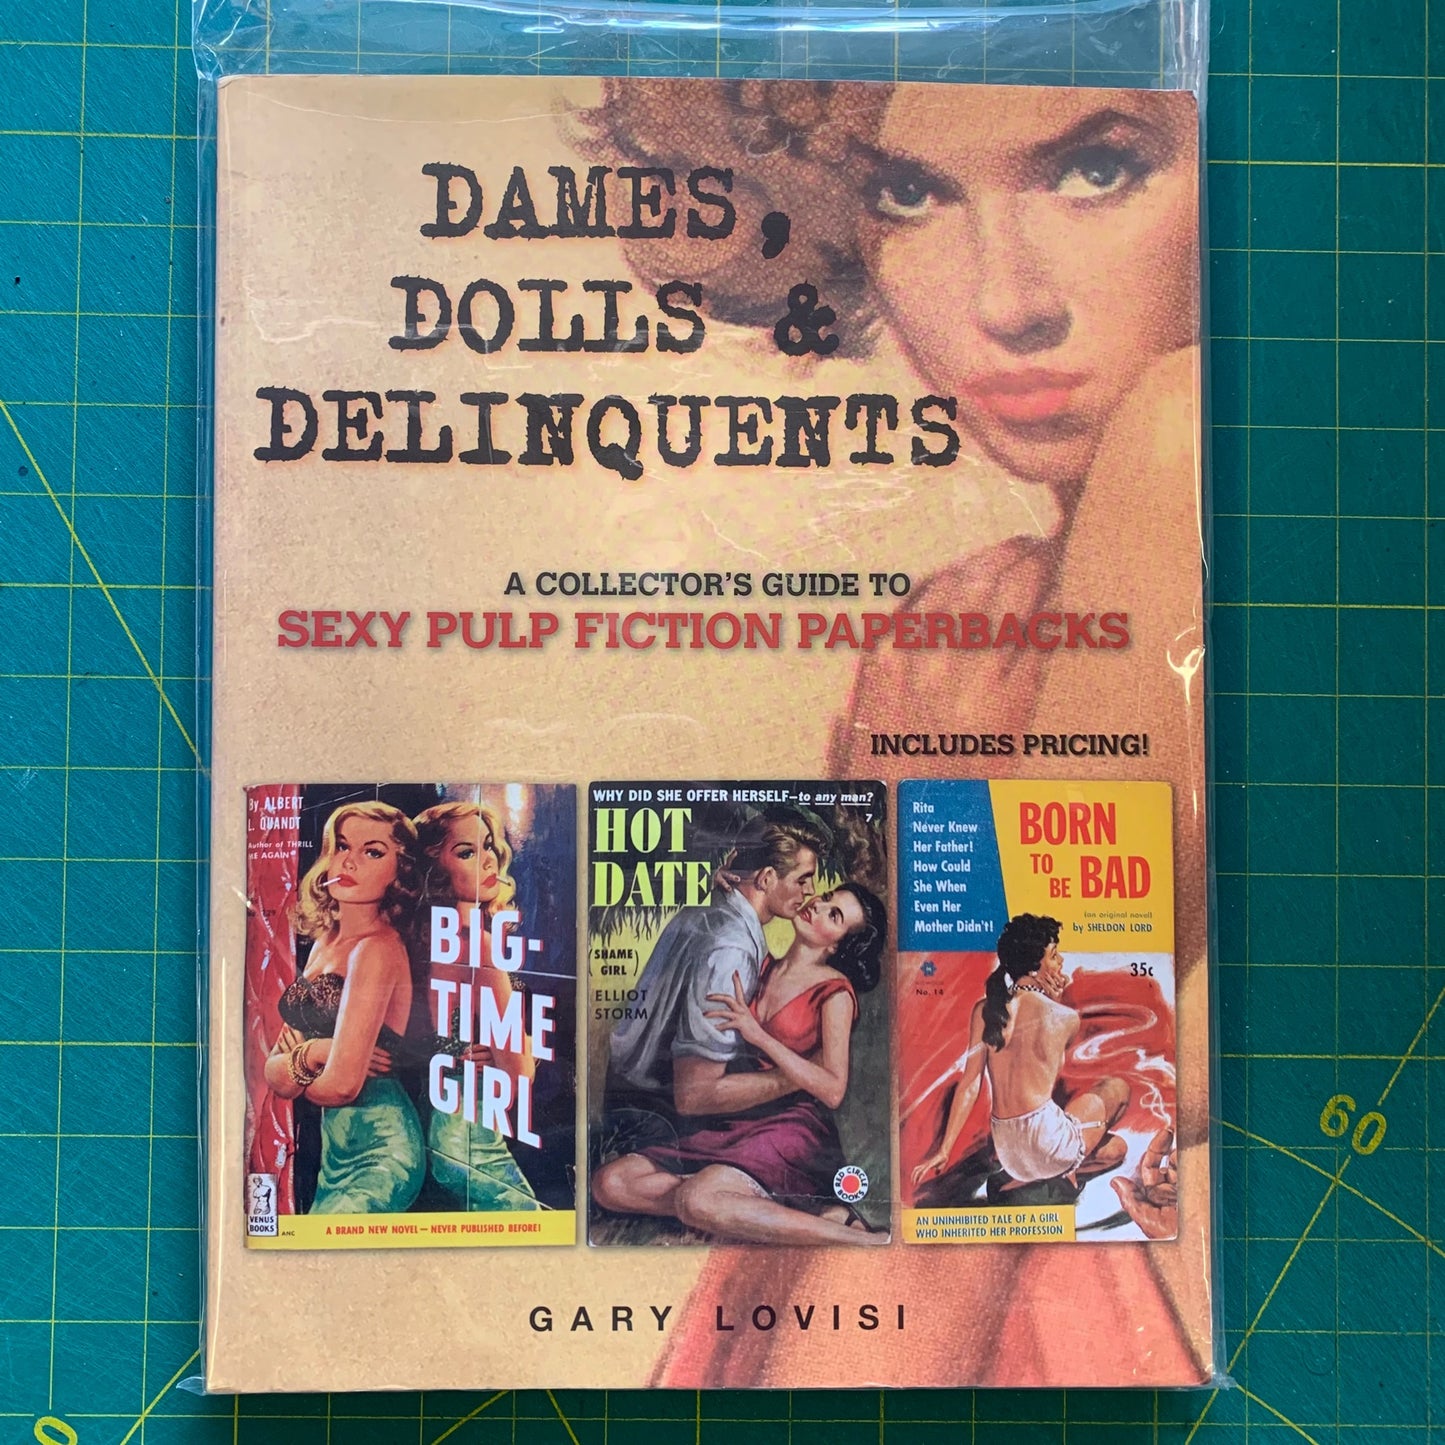 DAMES,
DOLLS &
DELINQUENTS
A COLLECTOR'S GUIDE TO
SEXY PULP FICTION PAPERBACKS
INCLUDES PRICING!
By ALBERT
L. QUANDT
Author of THRILL
ME AGAIN
BIG-
TIME
GIRL
VENUS
BOOKS
ANC
A BRAND NEW NOVEL — NEVER PUBLISHED BEFORE!
WHY DID SHE OFFER HERSELF—to any man?
7
HOT
DATE
(SHAME
GIRL)
ELLIOT
STORM
RED CIRCLE
BOOKS
Rita
Never Knew
Her Father!
How Could
She When
Even Her
Mother Didn't!
BORN
TO
BE BAD
(an original novel)
by SHELDON LORD
35c
No. 14
AN UNINHIBITED TALE OF A GIRL
WHO INHERITED HER PROFESSION
GARY LOVISI
60